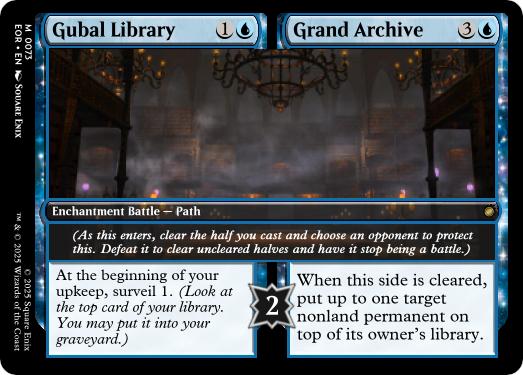 Gubal Library 1
Grand Archive 3
Enchantment Battle — Path
(As this enters, clear the half you cast and choose an opponent to protect
this. Defeat it to clear uncleared halves and have it stop being a battle.)
At the beginning of your
upkeep, surveil 1. (Look at
the top card of your library.
You may put it into your
graveyard.)
2
When this side is cleared,
put up to one target
nonland permanent on
top of its owner's library.
M 0073
EOR • EN SQUARE ENIX
© 2025 Square Enix
™ & © 2025 Wizards of the Coast